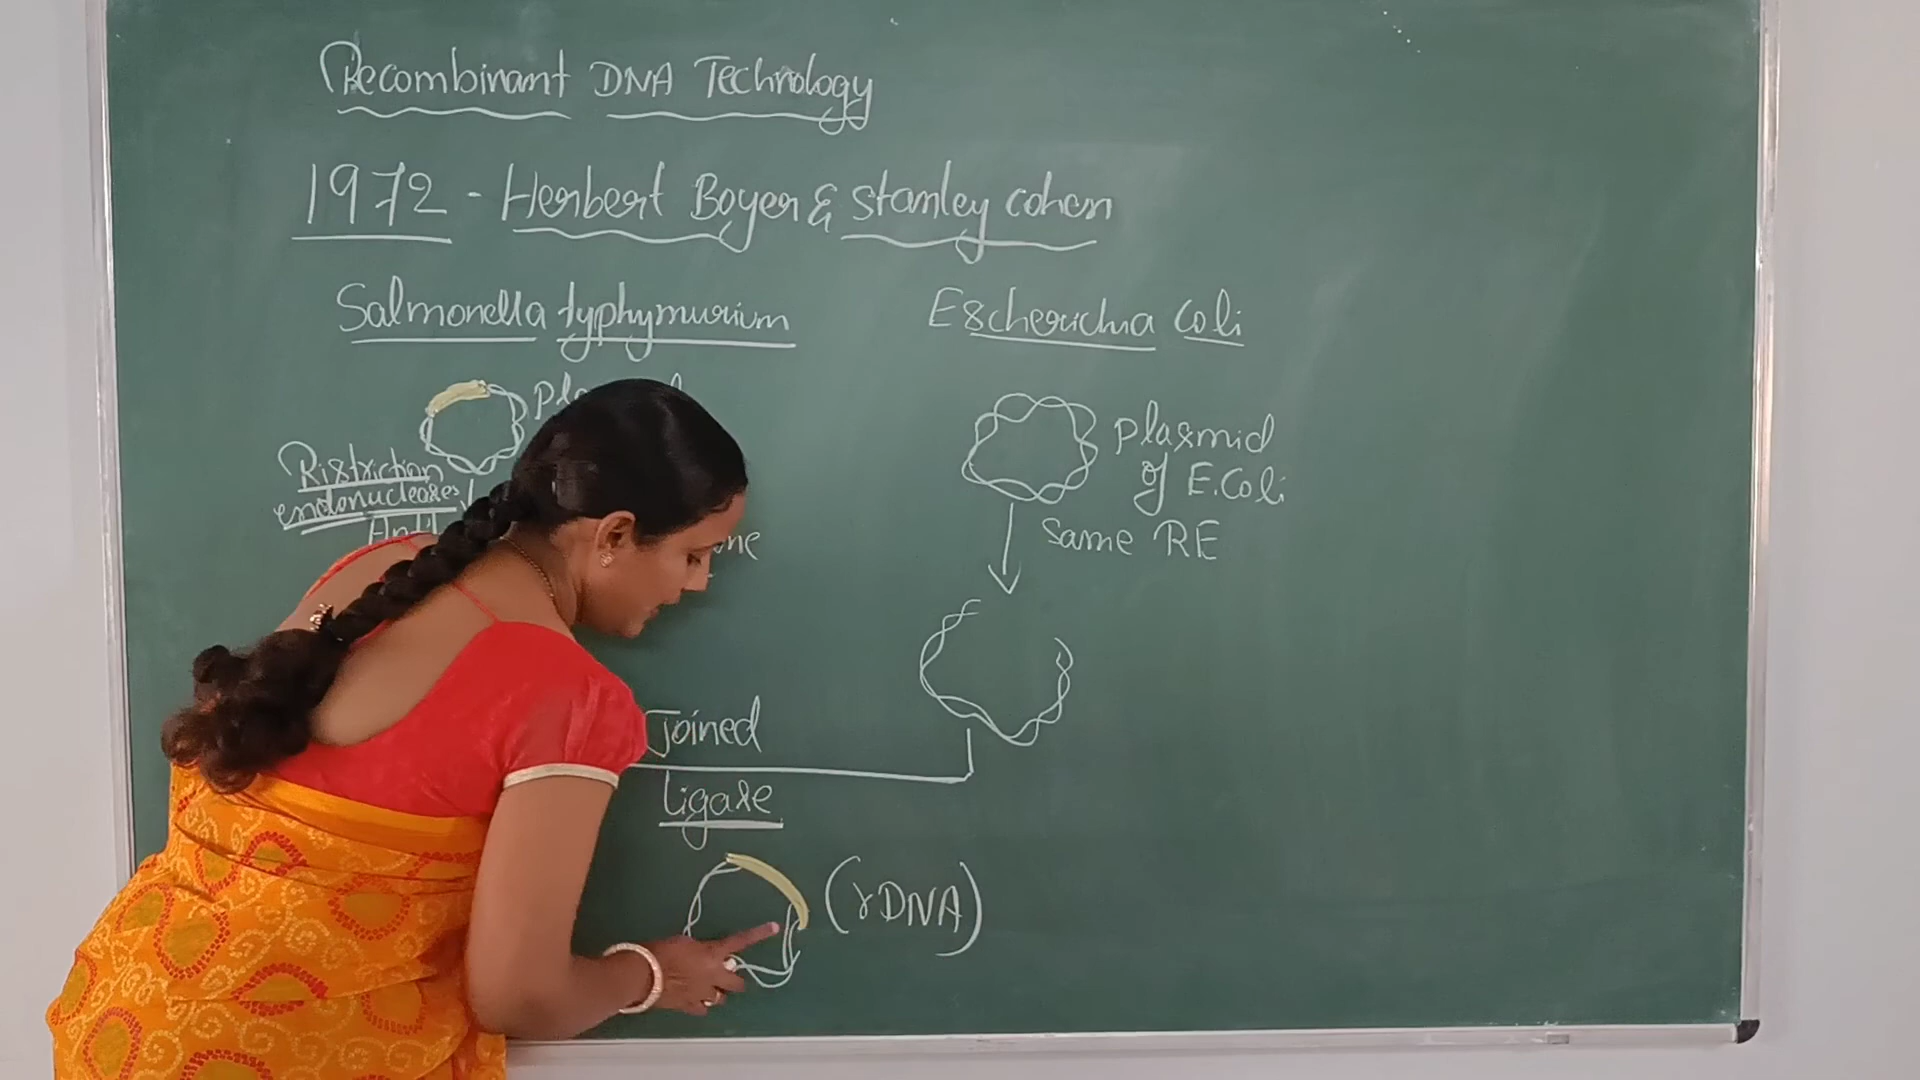 Recombinant DNA Technology
1972 - Herbert Boyer & Stanley Cohen
Salmonella typhymurium
Escherichia Coli
Plasmid
of E.Coli
Ristriction
endonucleases
Same RE
Joined
Ligase
(rDNA)